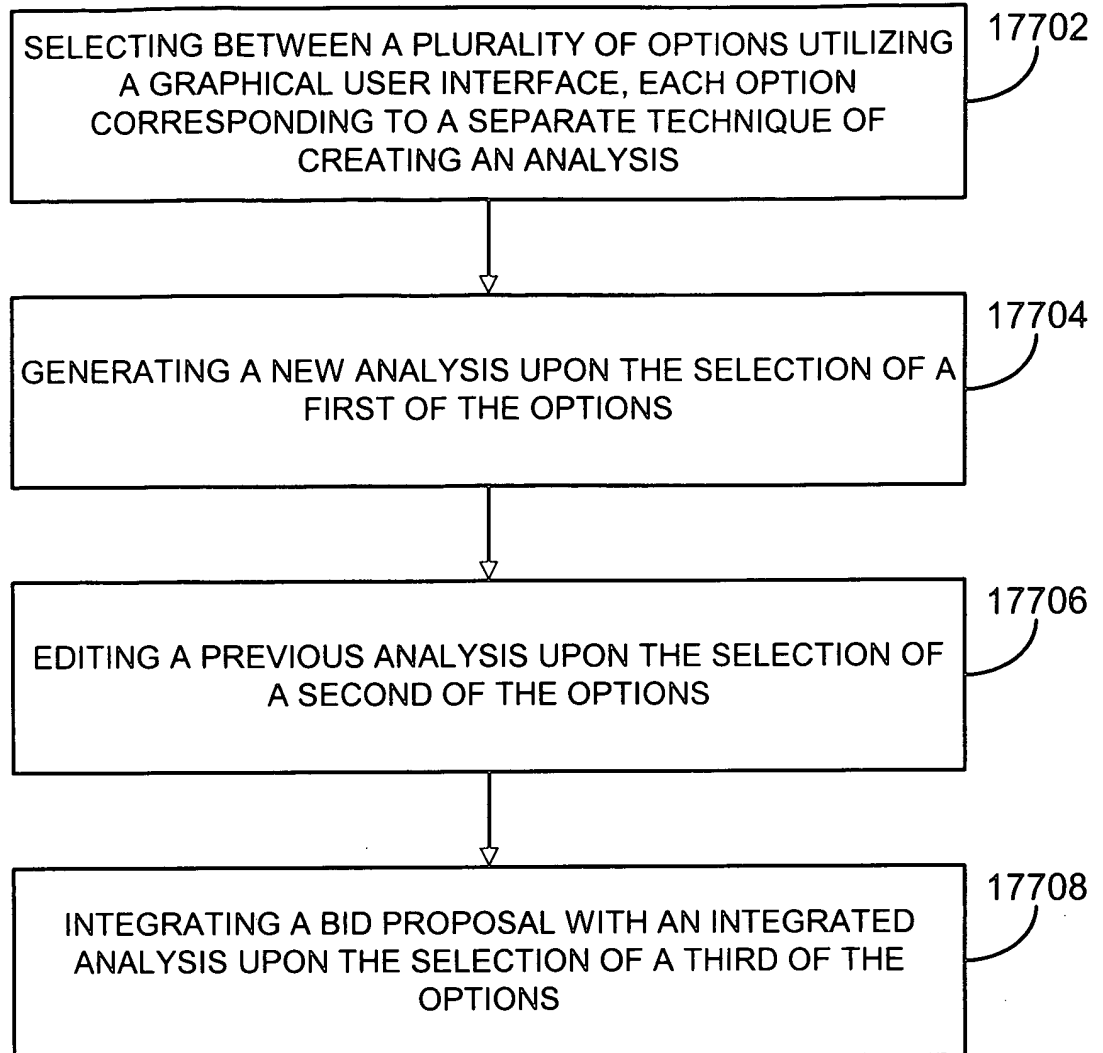 17702
SELECTING BETWEEN A PLURALITY OF OPTIONS UTILIZING
A GRAPHICAL USER INTERFACE, EACH OPTION
CORRESPONDING TO A SEPARATE TECHNIQUE OF
CREATING AN ANALYSIS
17704
GENERATING A NEW ANALYSIS UPON THE SELECTION OF A
FIRST OF THE OPTIONS
17706
EDITING A PREVIOUS ANALYSIS UPON THE SELECTION OF
A SECOND OF THE OPTIONS
17708
INTEGRATING A BID PROPOSAL WITH AN INTEGRATED
ANALYSIS UPON THE SELECTION OF A THIRD OF THE
OPTIONS